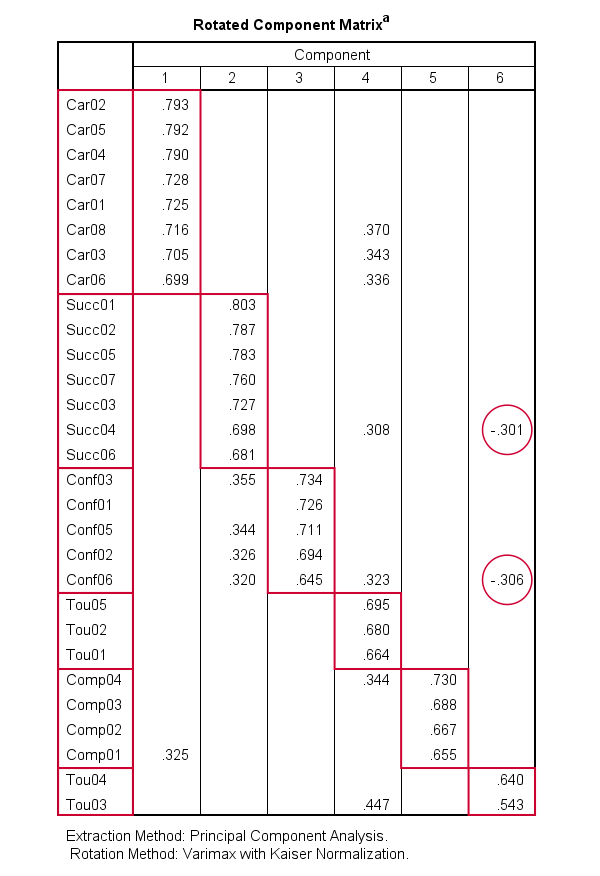 Rotated Component Matrixa
Component
1 2 3 4 5 6
Car02 .793
Car05 .792
Car04 .790
Car07 .728
Car01 .725
Car08 .716 .370
Car03 .705 .343
Car06 .699 .336
Succ01 .803
Succ02 .787
Succ05 .783
Succ07 .760
Succ03 .727
Succ04 .698 .308 -.301
Succ06 .681
Conf03 .355 .734
Conf01 .726
Conf05 .344 .711
Conf02 .326 .694
Conf06 .320 .645 .323 -.306
Tou05 .695
Tou02 .680
Tou01 .664
Comp04 .344 .730
Comp03 .688
Comp02 .667
Comp01 .325 .655
Tou04 .640
Tou03 .447 .543
Extraction Method: Principal Component Analysis.
Rotation Method: Varimax with Kaiser Normalization.